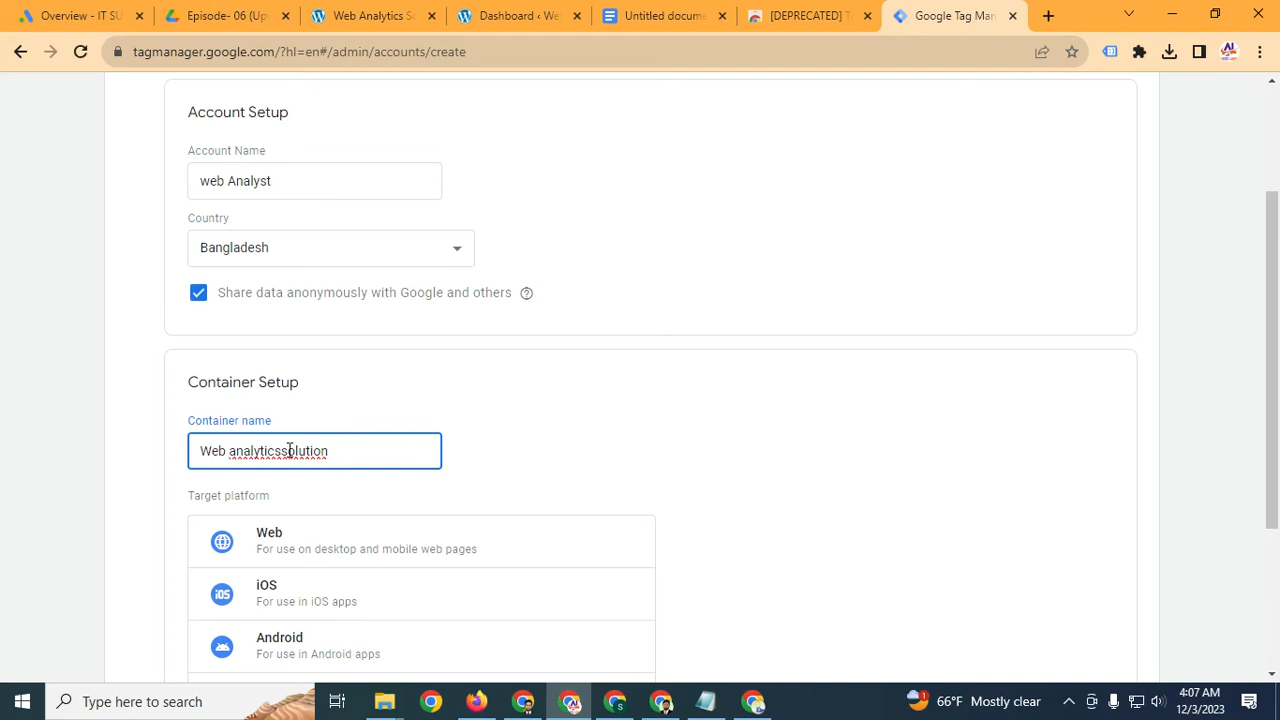 Overview - IT SU
Episode- 06 (Up
Web Analytics So
Dashboard ‹ We
Untitled docume
[DEPRECATED] T
Google Tag Man
tagmanager.google.com/?hl=en#/admin/accounts/create
Account Setup
Account Name
web Analyst
Country
Bangladesh
Share data anonymously with Google and others
Container Setup
Container name
Web analyticssolution
Target platform
Web
For use on desktop and mobile web pages
iOS
iOS
For use in iOS apps
Android
For use in Android apps
Type here to search
1
66°F Mostly clear
4:07 AM
12/3/2023